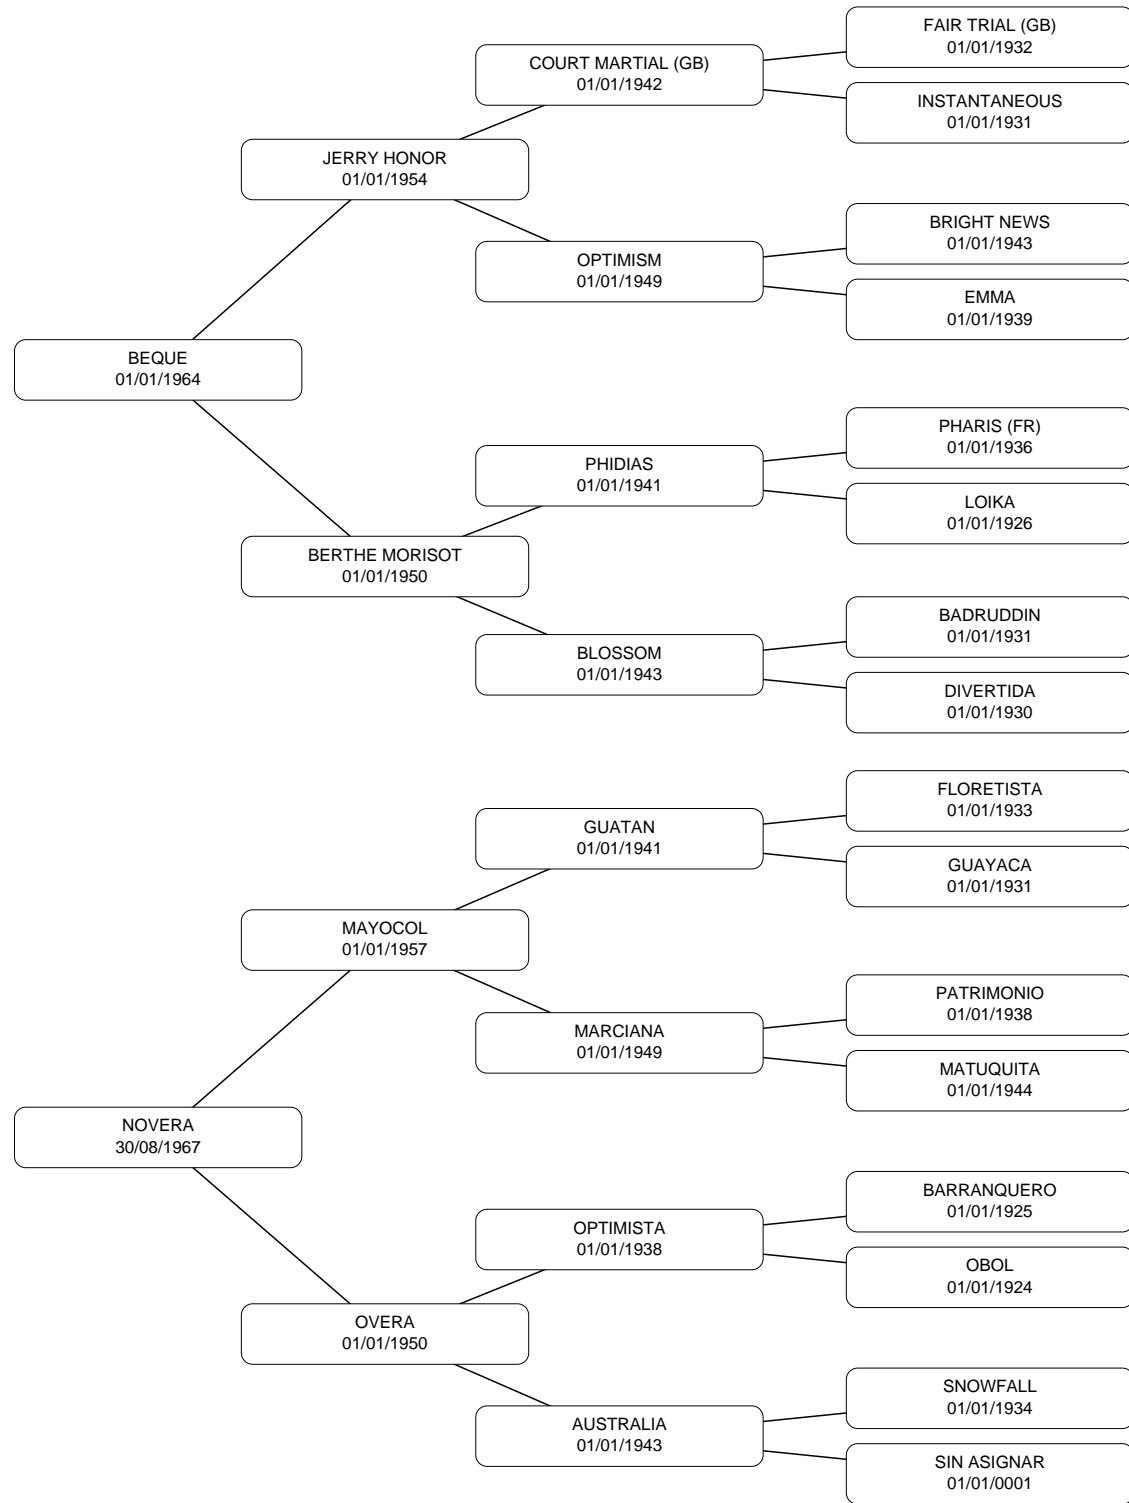 FAIR TRIAL (GB)
01/01/1932
COURT MARTIAL (GB)
01/01/1942
INSTANTANEOUS
01/01/1931
JERRY HONOR
01/01/1954
BRIGHT NEWS
01/01/1943
OPTIMISM
01/01/1949
EMMA
01/01/1939
BEQUE
01/01/1964
PHARIS (FR)
01/01/1936
PHIDIAS
01/01/1941
LOIKA
01/01/1926
BERTHE MORISOT
01/01/1950
BADRUDDIN
01/01/1931
BLOSSOM
01/01/1943
DIVERTIDA
01/01/1930
FLORETISTA
01/01/1933
GUATAN
01/01/1941
GUAYACA
01/01/1931
MAYOCOL
01/01/1957
PATRIMONIO
01/01/1938
MARCIANA
01/01/1949
MATUQUITA
01/01/1944
NOVERA
30/08/1967
BARRANQUERO
01/01/1925
OPTIMISTA
01/01/1938
OBOL
01/01/1924
OVERA
01/01/1950
SNOWFALL
01/01/1934
AUSTRALIA
01/01/1943
SIN ASIGNAR
01/01/0001